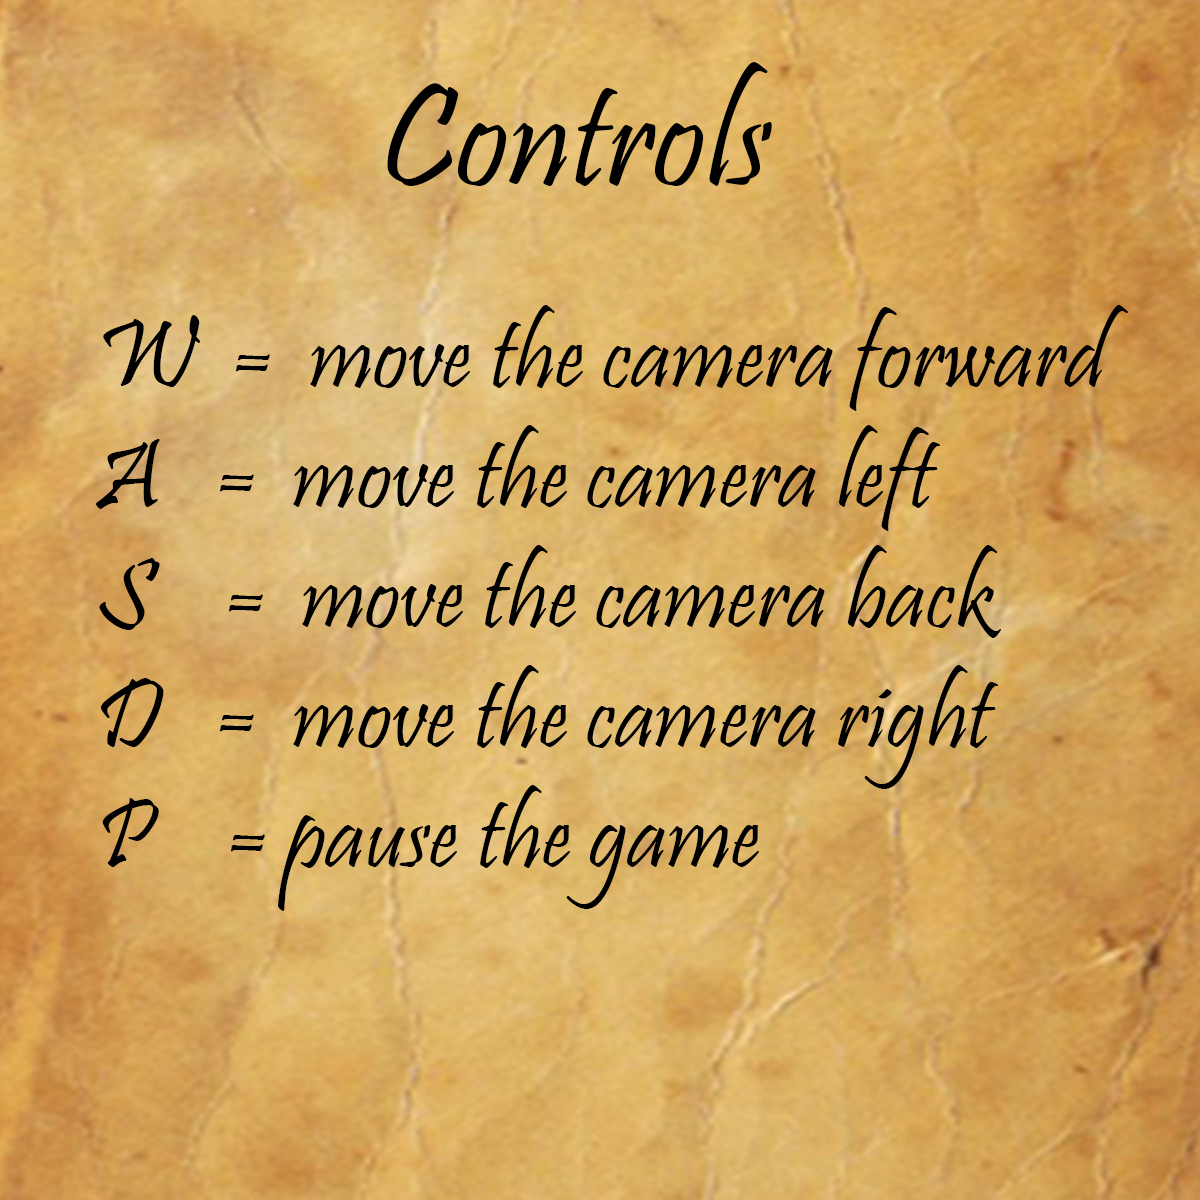 Controls
W = move the camera forward
A = move the camera left
S = move the camera back
D = move the camera right
P = pause the game